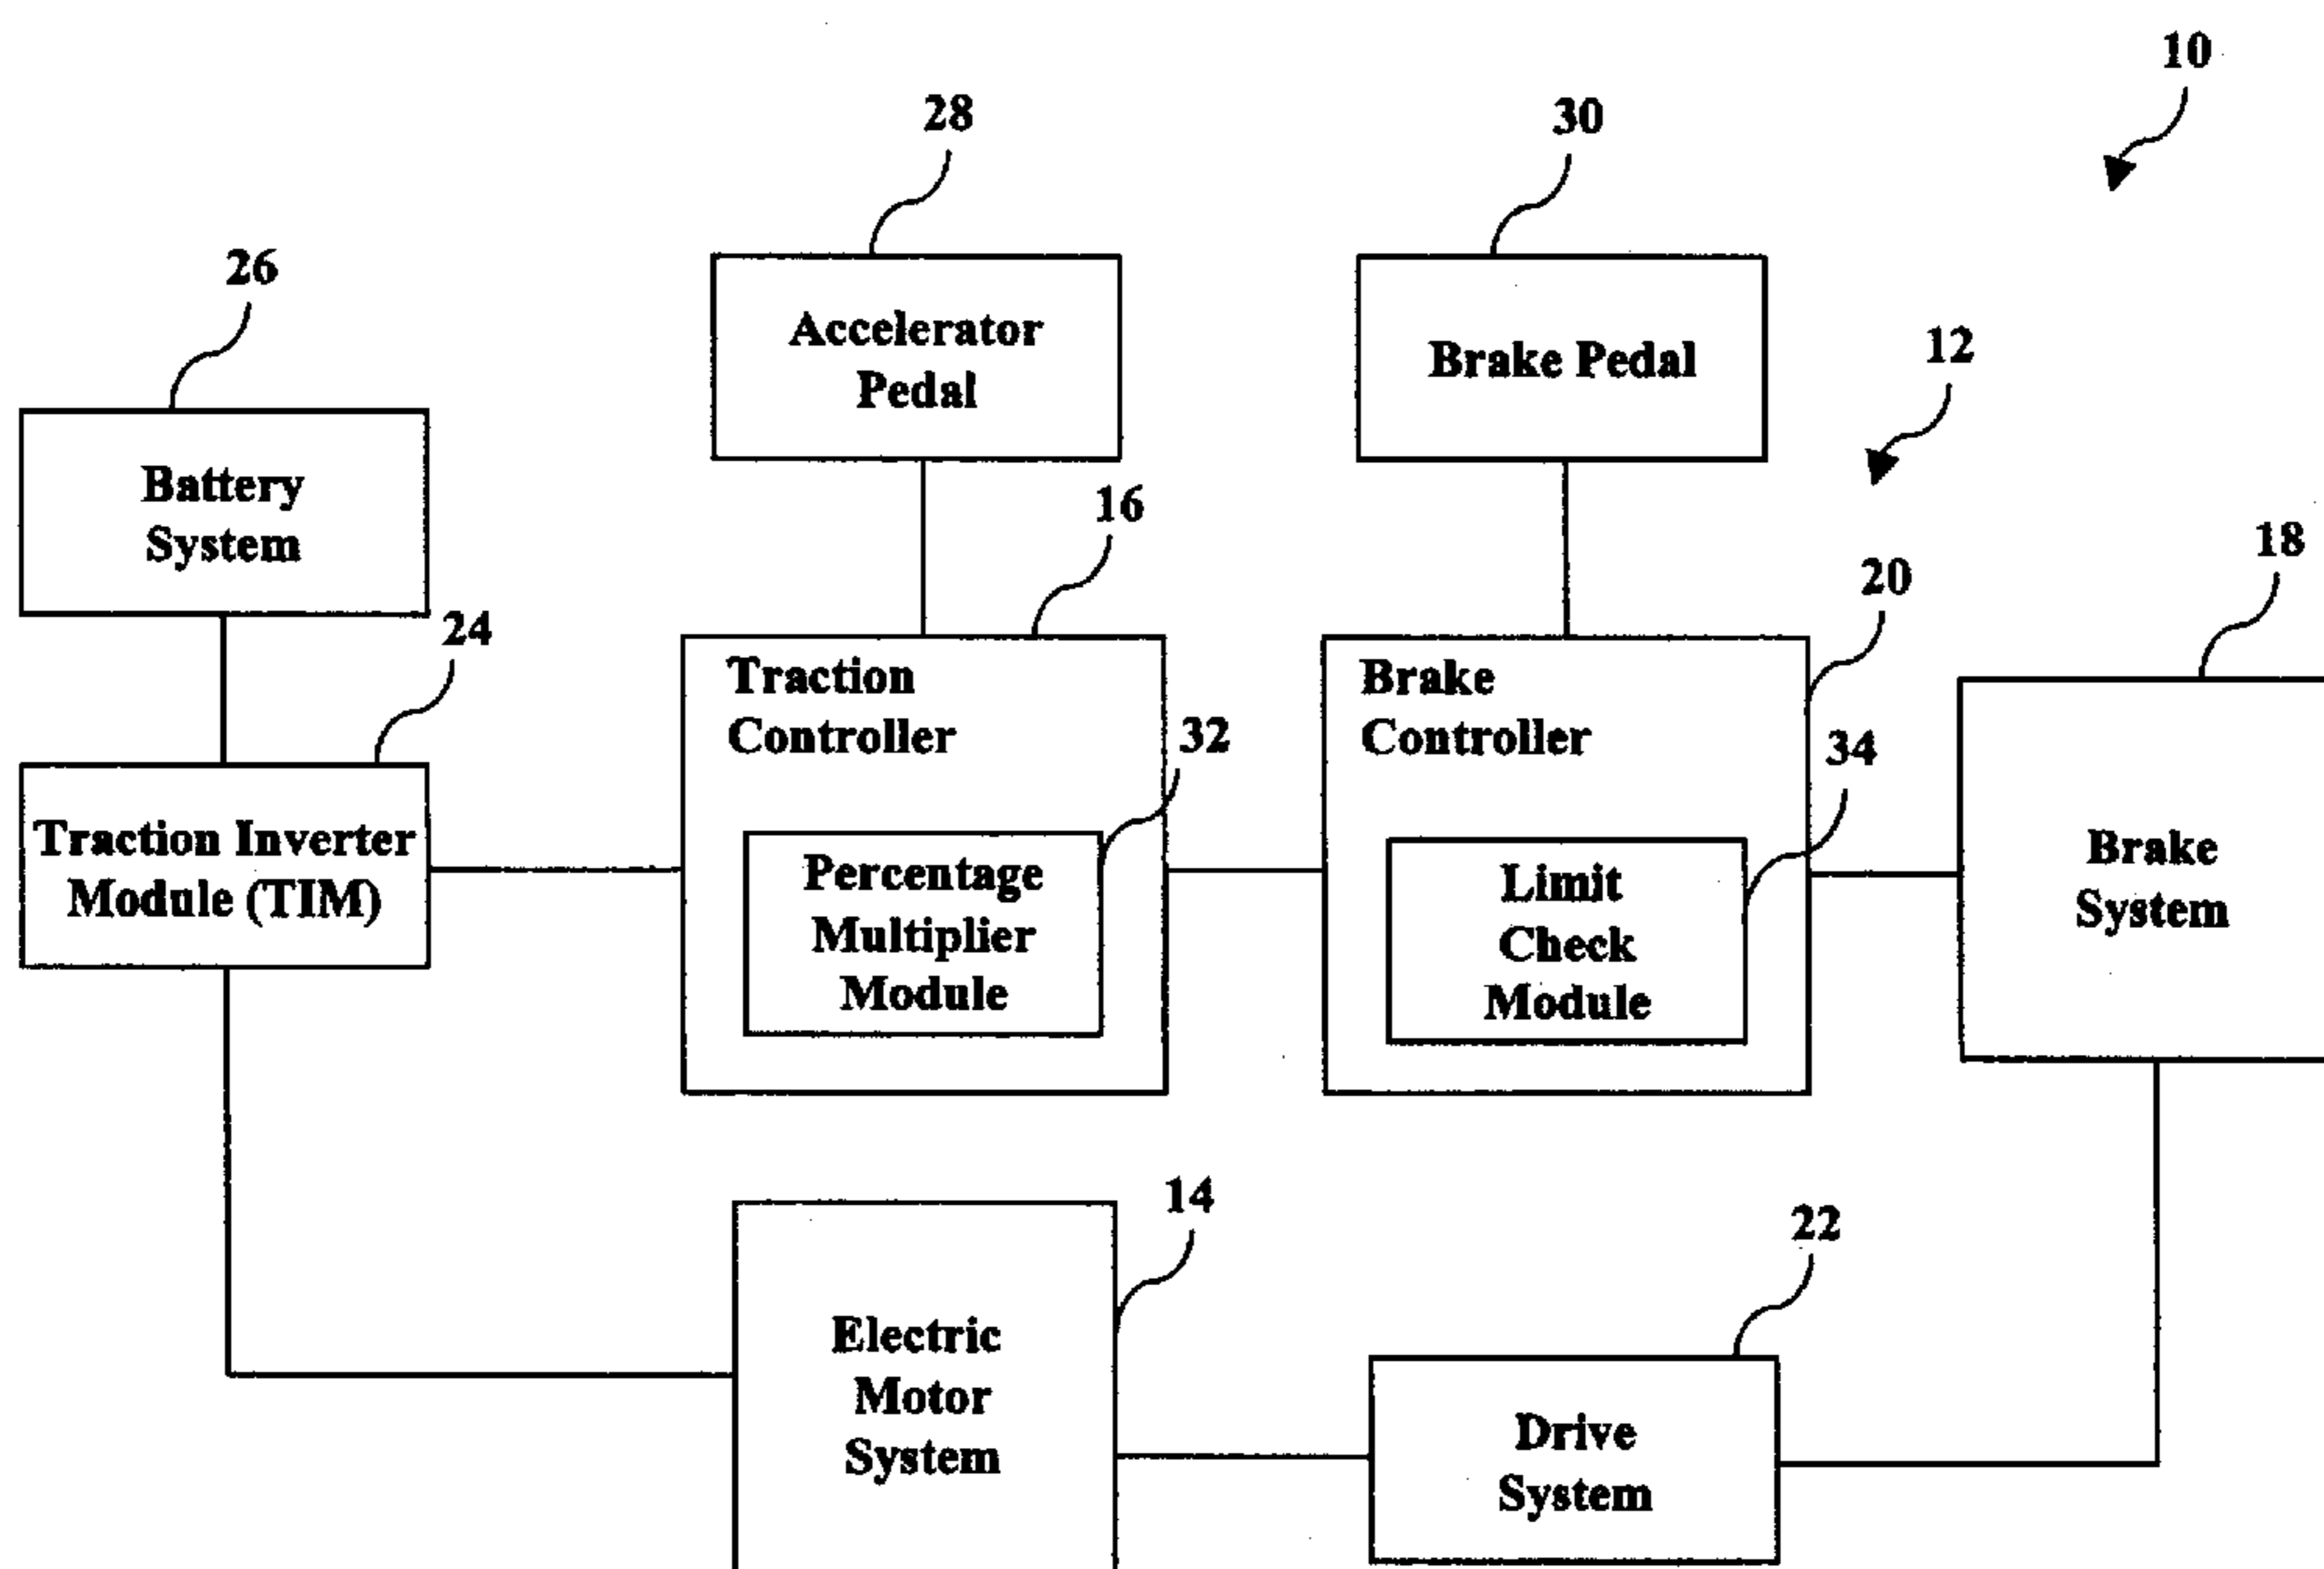 10
28
30
26
Accelerator
Pedal
Brake Pedal
12
Battery
System
16
18
20
24
Traction
Controller
Brake
Controller
32
34
Traction Inverter
Module (TIM)
Percentage
Multiplier
Module
Limit
Check
Module
Brake
System
14
22
Electric
Motor
System
Drive
System